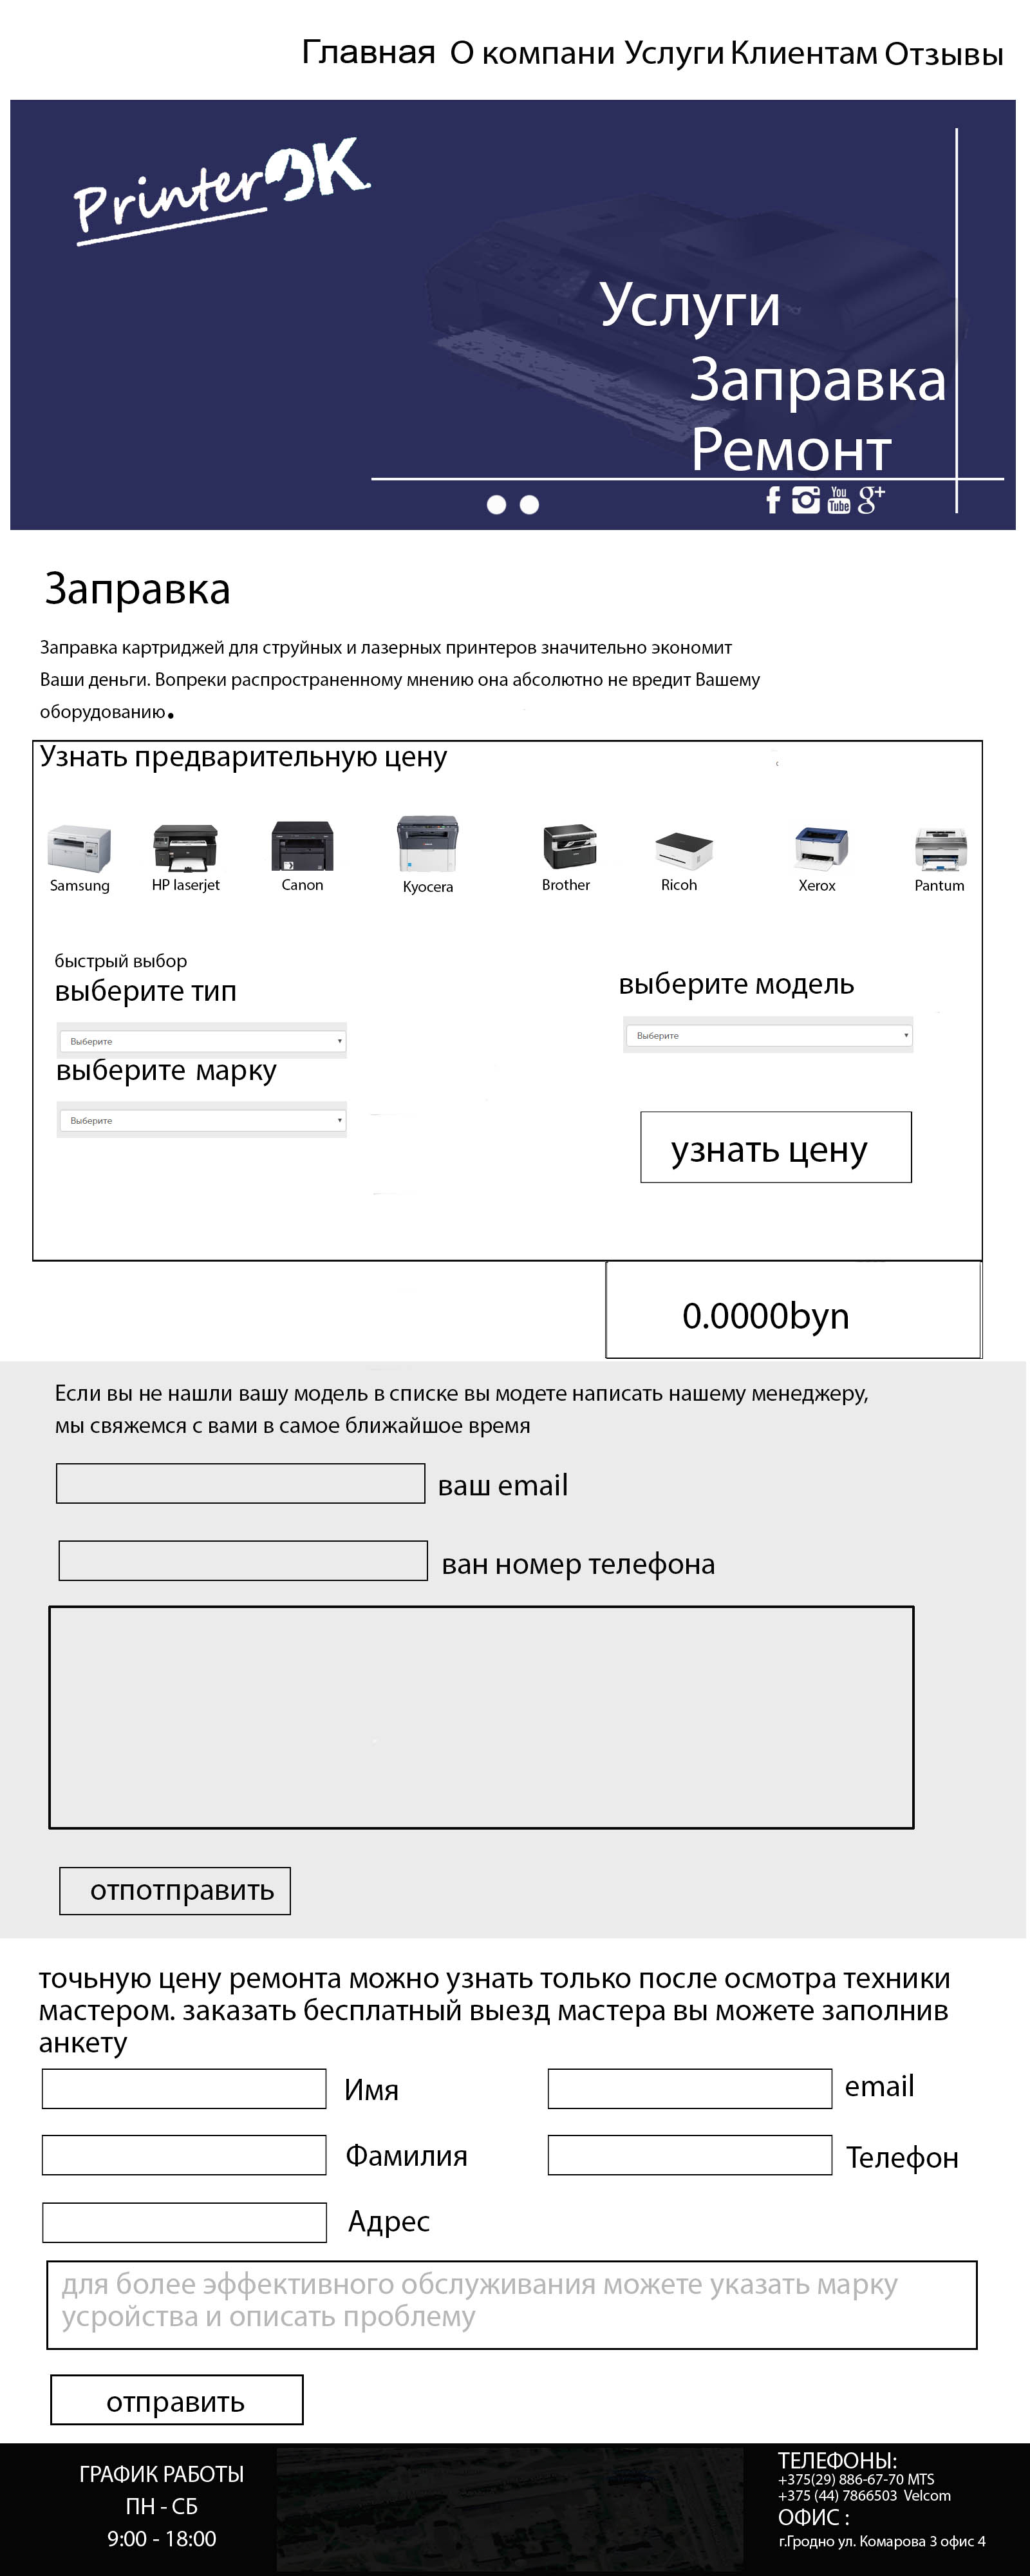 Главная О компани Услуги Клиентам Отзывы
PrinterOK
Услуги
Заправка
Ремонт
f You Tube g+
Заправка
Заправка картриджей для струйных и лазерных принтеров значительно экономит
Ваши деньги. Вопреки распространенному мнению она абсолютно не вредит Вашему
оборудованию.
Узнать предварительную цену
Samsung HP laserjet Canon Kyocera Brother Ricoh Xerox Pantum
быстрый выбор
выберите тип
выберите модель
Выберите
Выберите
выберите марку
Выберите
узнать цену
0.0000byn
Если вы не нашли вашу модель в списке вы модете написать нашему менеджеру,
мы свяжемся с вами в самое ближайшое время
ваш email
ван номер телефона
отпотправить
точьную цену ремонта можно узнать только после осмотра техники
мастером. заказать бесплатный выезд мастера вы можете заполнив
анкету
Имя
email
Фамилия
Телефон
Адрес
для более эффективного обслуживания можете указать марку
усройства и описать проблему
отправить
ГРАФИК РАБОТЫ
ПН - СБ
9:00 - 18:00
ТЕЛЕФОНЫ:
+375(29) 886-67-70 MTS
+375 (44) 7866503 Velcom
ОФИС :
г.Гродно ул. Комарова 3 офис 4